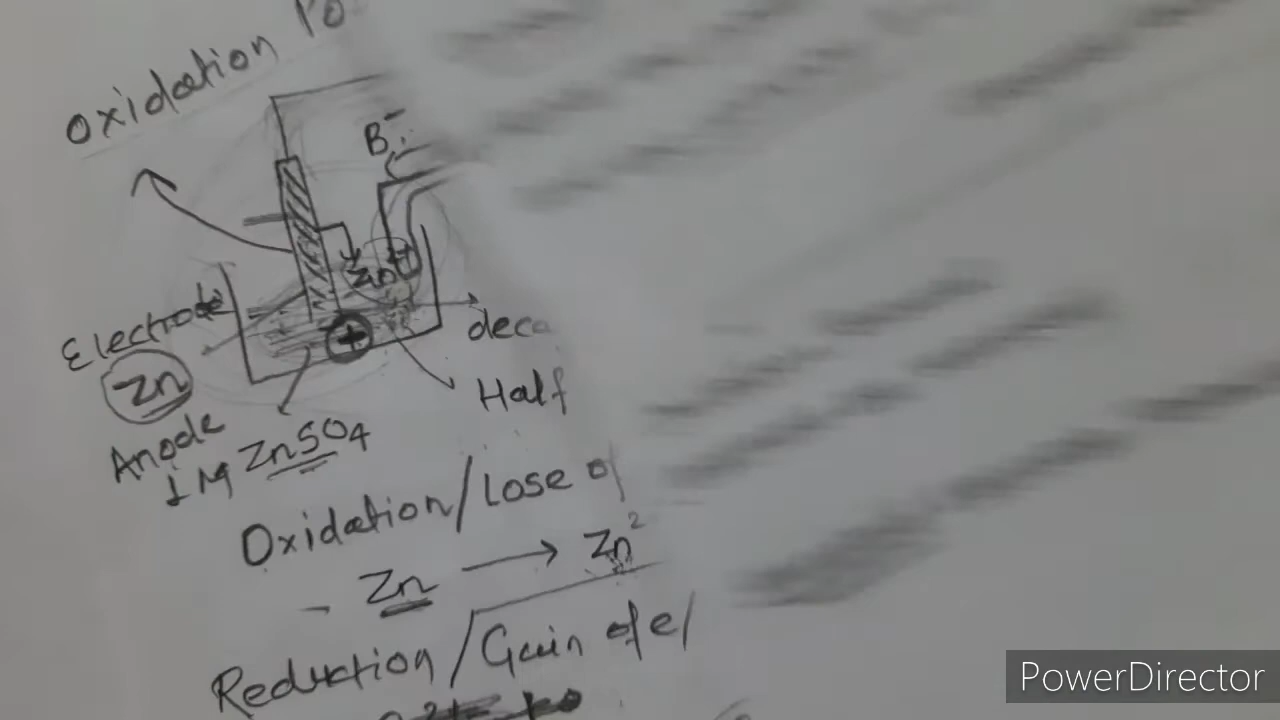 Oxidation Po
B-
Zn
Electrode
Zn
Anode
1M ZnSO4
deca
Half
Oxidation/Lose of
Zn → Zn2
Reduction/Gain of e/
PowerDirector